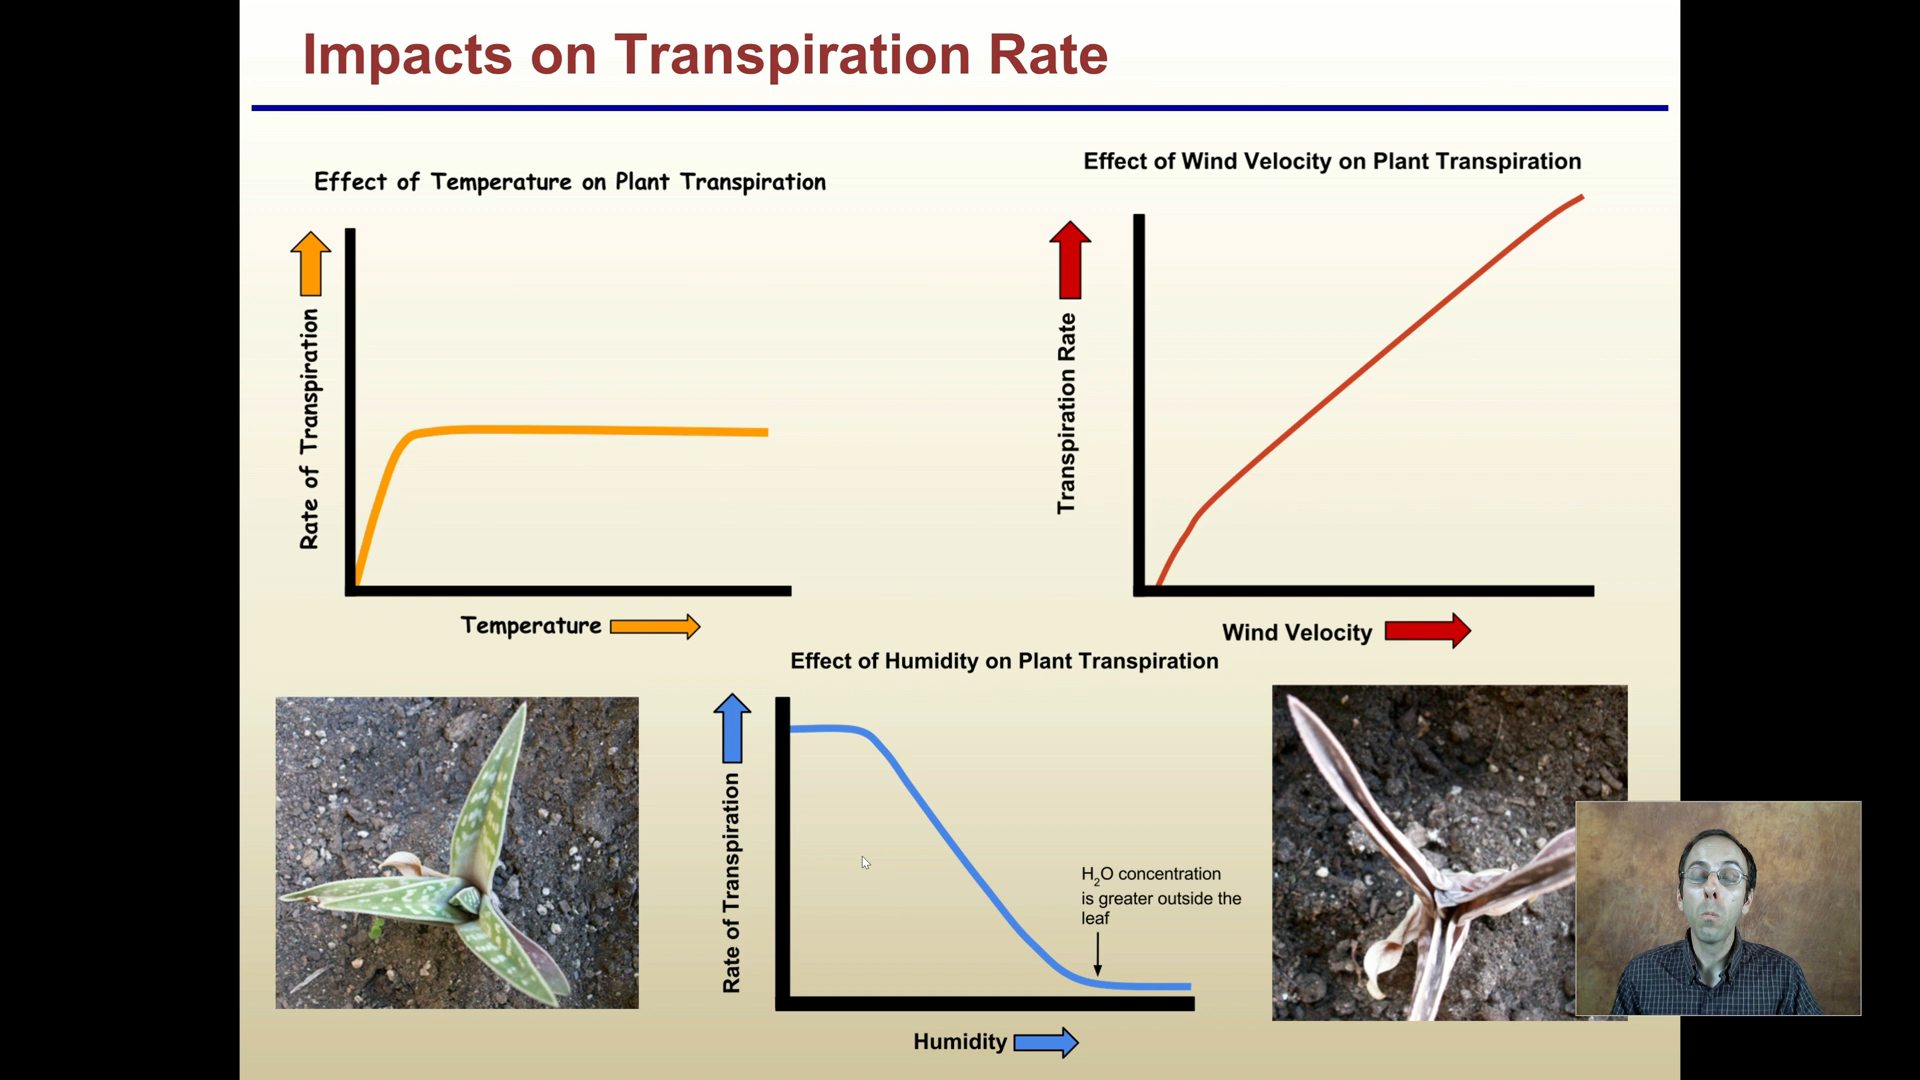 Impacts on Transpiration Rate
Effect of Temperature on Plant Transpiration
Rate of Transpiration
Temperature
Effect of Wind Velocity on Plant Transpiration
Transpiration Rate
Wind Velocity
Effect of Humidity on Plant Transpiration
Rate of Transpiration
H₂O concentration
is greater outside the
leaf
Humidity